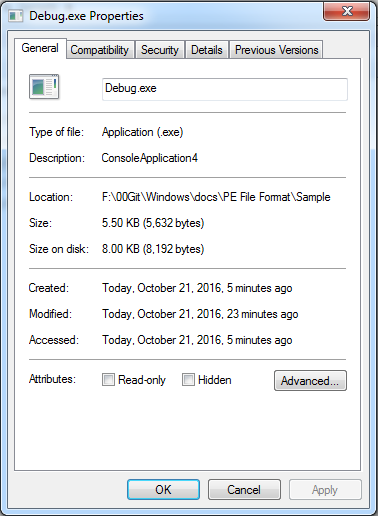 Debug.exe Properties
General Compatibility Security Details Previous Versions
Debug.exe
Type of file: Application (.exe)
Description: ConsoleApplication4
Location: F:\00Git\Windows\docs\PE File Format\Sample
Size: 5.50 KB (5,632 bytes)
Size on disk: 8.00 KB (8,192 bytes)
Created: Today, October 21, 2016, 5 minutes ago
Modified: Today, October 21, 2016, 23 minutes ago
Accessed: Today, October 21, 2016, 5 minutes ago
Attributes: Read-only Hidden Advanced...
OK Cancel Apply